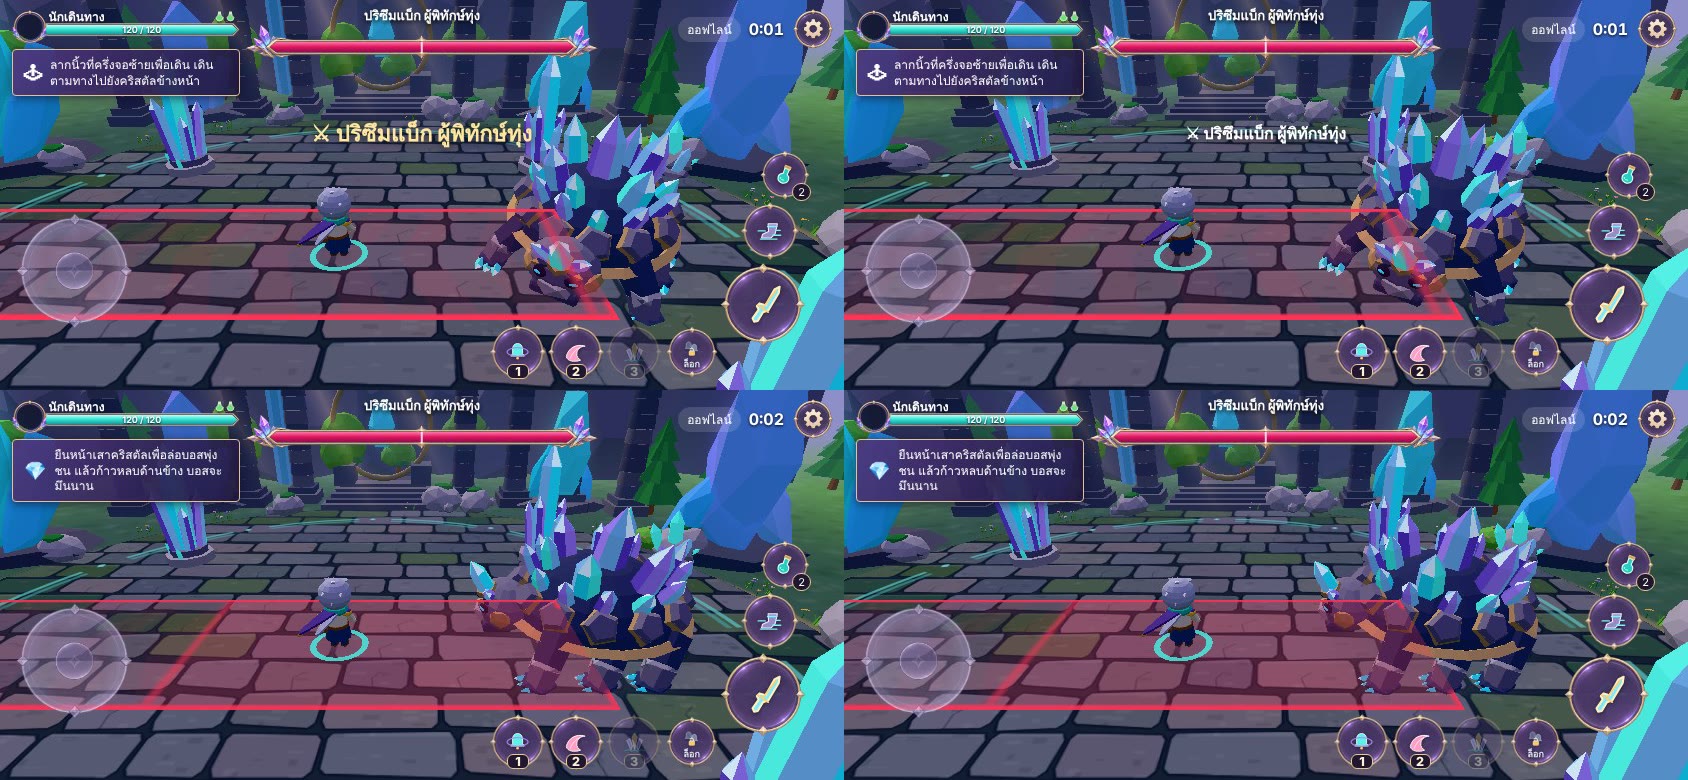 นักเดินทาง
120 / 120
ปริซึมแบ็ก ผู้พิทักษ์ทุ่ง
ออฟไลน์ 0:01
ลากนิ้วที่ครึ่งจอซ้ายเพื่อเดิน เดิน
ตามทางไปยังคริสตัลข้างหน้า
⚔ ปริซึมแบ็ก ผู้พิทักษ์ทุ่ง
2
1 2 3 ล็อก
นักเดินทาง
120 / 120
ปริซึมแบ็ก ผู้พิทักษ์ทุ่ง
ออฟไลน์ 0:01
ลากนิ้วที่ครึ่งจอซ้ายเพื่อเดิน เดิน
ตามทางไปยังคริสตัลข้างหน้า
⚔ ปริซึมแบ็ก ผู้พิทักษ์ทุ่ง
2
1 2 3 ล็อก
นักเดินทาง
120 / 120
ปริซึมแบ็ก ผู้พิทักษ์ทุ่ง
ออฟไลน์ 0:02
ยืนหน้าเสาคริสตัลเพื่อล่อบอสพุ่ง
ชน แล้วก้าวหลบด้านข้าง บอสจะ
มึนนาน
2
1 2 3 ล็อก
นักเดินทาง
120 / 120
ปริซึมแบ็ก ผู้พิทักษ์ทุ่ง
ออฟไลน์ 0:02
ยืนหน้าเสาคริสตัลเพื่อล่อบอสพุ่ง
ชน แล้วก้าวหลบด้านข้าง บอสจะ
มึนนาน
2
1 2 3 ล็อก